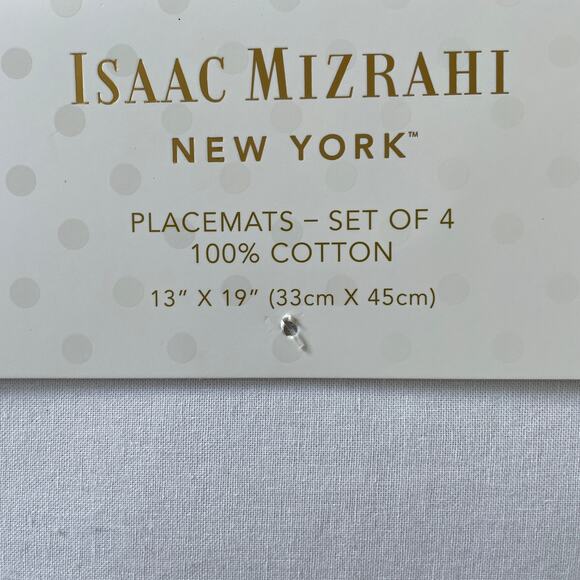 ISAAC MIZRAHI
NEW YORK™
PLACEMATS – SET OF 4
100% COTTON
13” X 19” (33cm X 45cm)